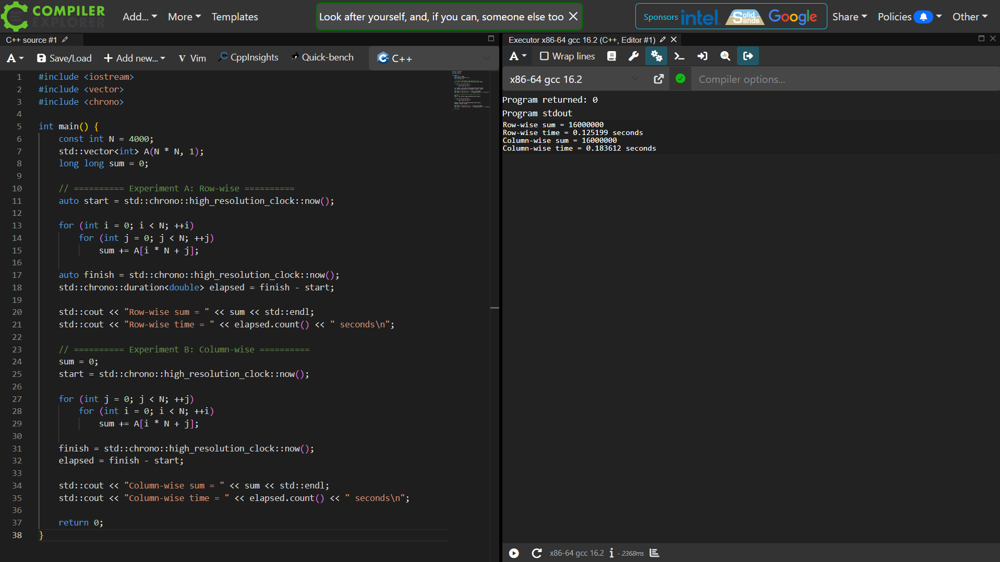 COMPILER
EXPLORER
Add...
More
Templates
Look after yourself, and, if you can, someone else too
Sponsors intel. Solid Sands Google
Share
Policies
Other
C++ source #1
A
Save/Load
Add new...
Vim
CppInsights
Quick-bench
C++
1 #include <iostream>
2 #include <vector>
3 #include <chrono>
4
5 int main() {
6 const int N = 4000;
7 std::vector<int> A(N * N, 1);
8 long long sum = 0;
9
10 // ========== Experiment A: Row-wise ==========
11 auto start = std::chrono::high_resolution_clock::now();
12
13 for (int i = 0; i < N; ++i)
14 for (int j = 0; j < N; ++j)
15 sum += A[i * N + j];
16
17 auto finish = std::chrono::high_resolution_clock::now();
18 std::chrono::duration<double> elapsed = finish - start;
19
20 std::cout << "Row-wise sum = " << sum << std::endl;
21 std::cout << "Row-wise time = " << elapsed.count() << " seconds\n";
22
23 // ========== Experiment B: Column-wise ==========
24 sum = 0;
25 start = std::chrono::high_resolution_clock::now();
26
27 for (int j = 0; j < N; ++j)
28 for (int i = 0; i < N; ++i)
29 sum += A[i * N + j];
30
31 finish = std::chrono::high_resolution_clock::now();
32 elapsed = finish - start;
33
34 std::cout << "Column-wise sum = " << sum << std::endl;
35 std::cout << "Column-wise time = " << elapsed.count() << " seconds\n";
36
37 return 0;
38 }
Executor x86-64 gcc 16.2 (C++, Editor #1)
A
Wrap lines
x86-64 gcc 16.2
Compiler options...
Program returned: 0
Program stdout
Row-wise sum = 16000000
Row-wise time = 0.125199 seconds
Column-wise sum = 16000000
Column-wise time = 0.183612 seconds
x86-64 gcc 16.2 i - 2368ms